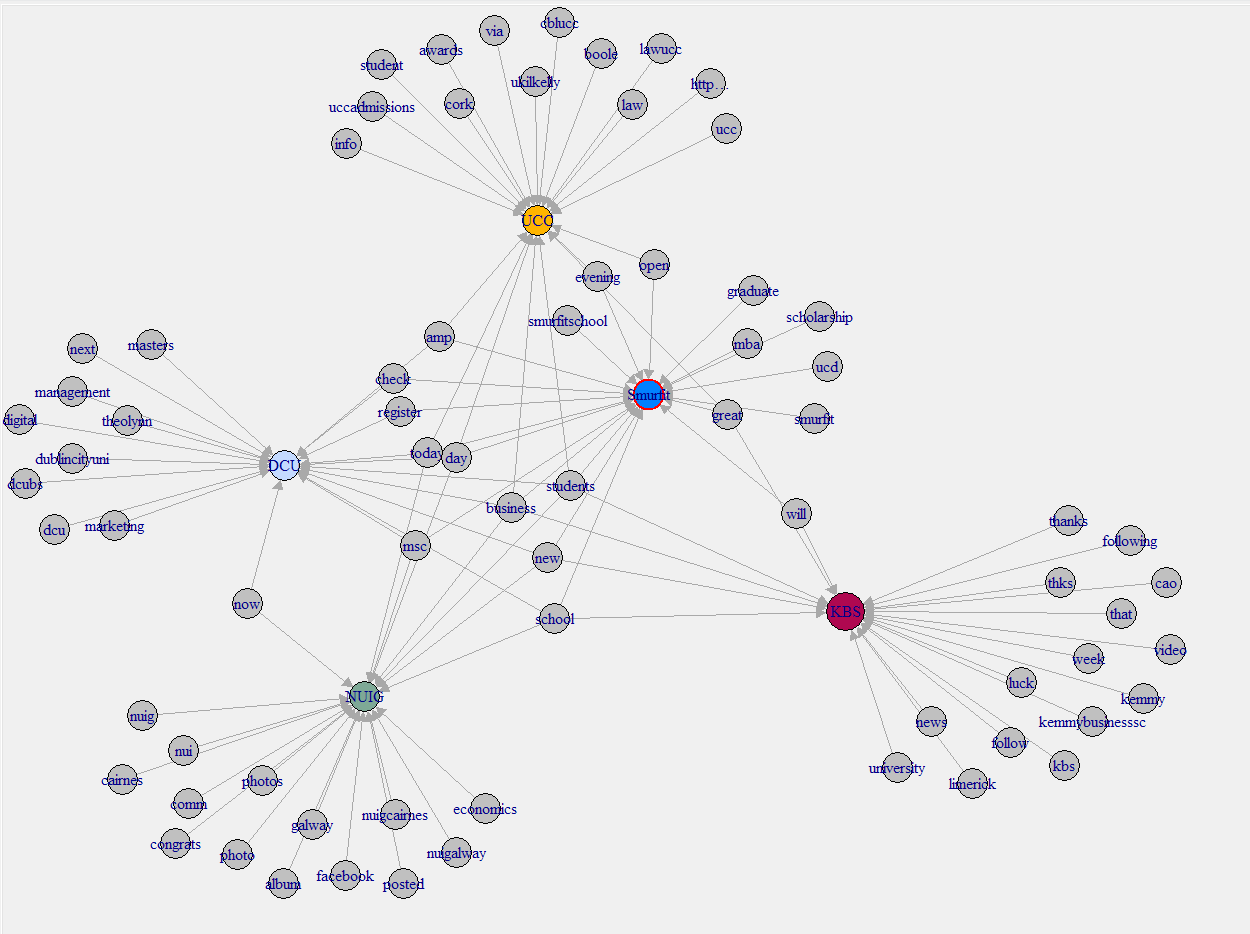 cblucc
via
awards
boole
lawucc
student
ukilkelly
http...
uccadmissions
cork
law
ucc
info
UCC
evening
open
graduate
smurfitschool
scholarship
amp
mba
next
masters
ucd
check
management
Smurfit
digital
theolynn
register
great
smurfit
today
day
dublincityuni
DCU
dcubs
students
business
will
dcu
marketing
msc
thanks
following
new
thks
cao
now
school
KBS
that
video
week
luck
NUIG
kemmy
nuig
news
kemmybusinesssc
nui
follow
cairnes
photos
university
kbs
limerick
comm
galway
nuigcairnes
economics
congrats
photo
nuigalway
album
facebook
posted